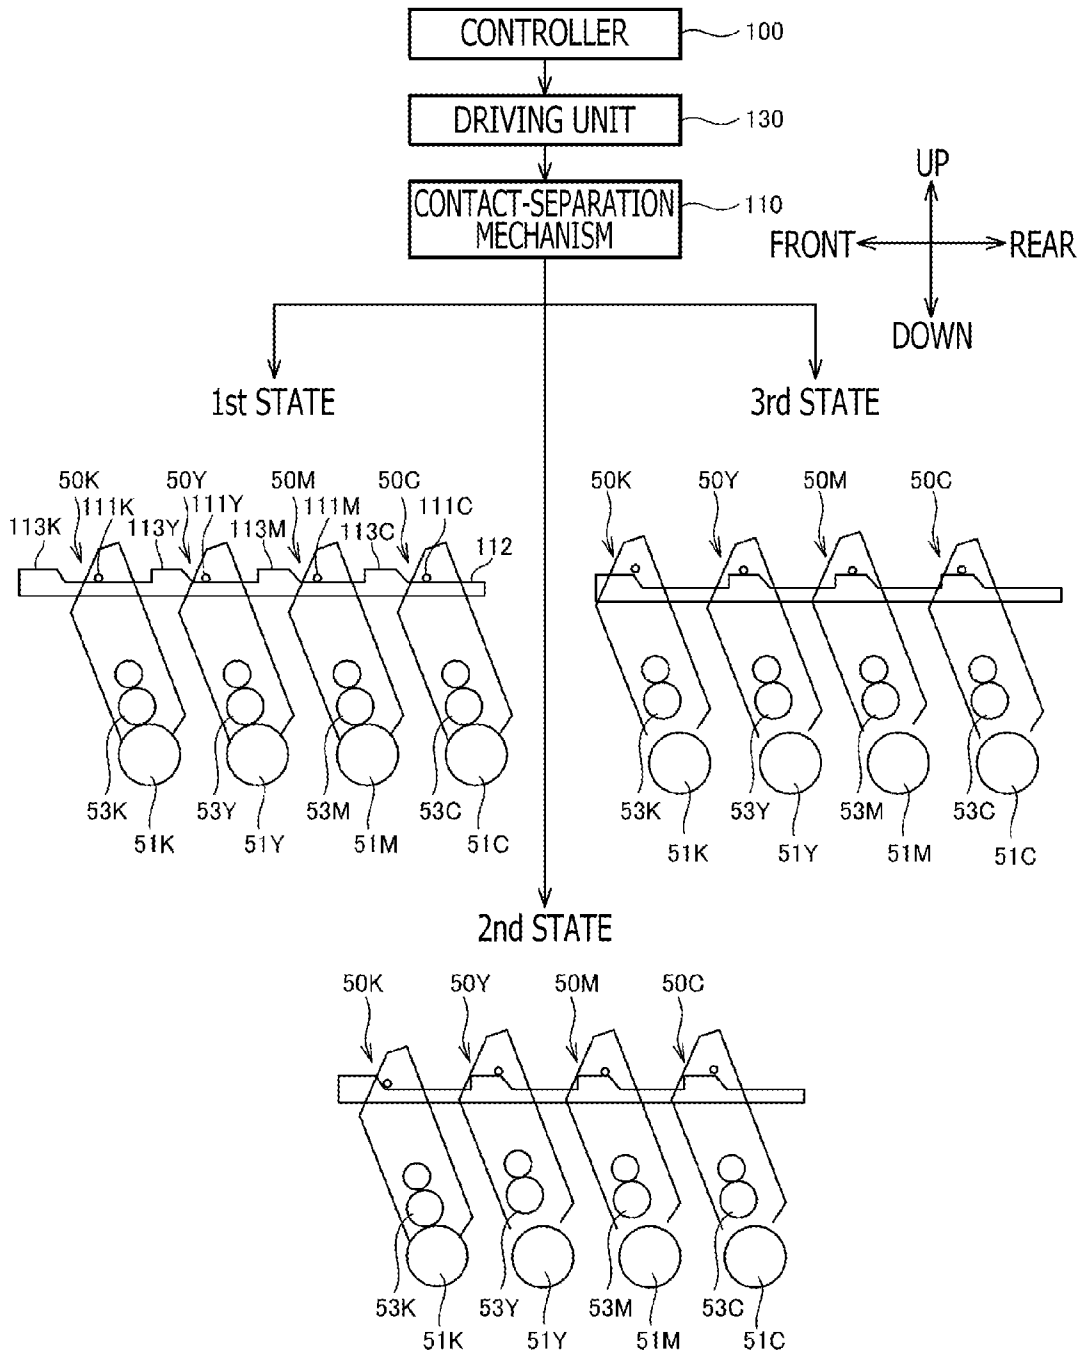 CONTROLLER
100
DRIVING UNIT
130
CONTACT-SEPARATION
MECHANISM
110
UP
FRONT
REAR
DOWN
1st STATE
3rd STATE
50K
50Y
50M
50C
111K
111Y
111M
111C
113K
113Y
113M
113C
112
53K
53Y
53M
53C
51K
51Y
51M
51C
50K
50Y
50M
50C
53K
53Y
53M
53C
51K
51Y
51M
51C
2nd STATE
50K
50Y
50M
50C
53K
53Y
53M
53C
51K
51Y
51M
51C